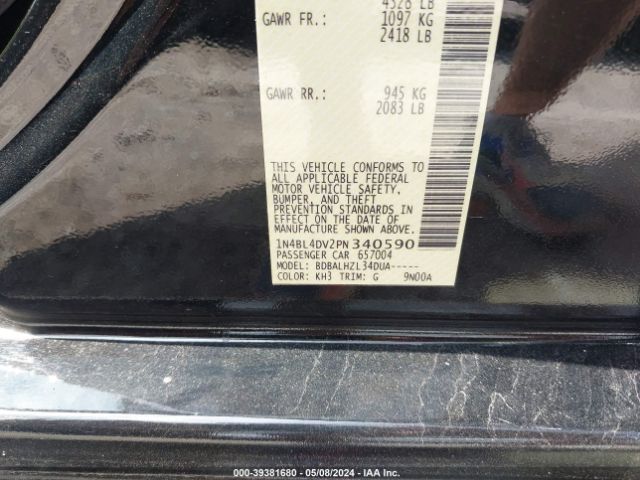 4328 LB
GAWR FR.: 1097 KG
2418 LB
GAWR RR.: 945 KG
2083 LB
THIS VEHICLE CONFORMS TO
ALL APPLICABLE FEDERAL
MOTOR VEHICLE SAFETY,
BUMPER, AND THEFT
PREVENTION STANDARDS IN
EFFECT ON THE DATE OF
MANUFACTURE SHOWN ABOVE.
1N4BL4DV2PN340590
PASSENGER CAR 657004
MODEL: BDBALHZL34DUA-----
COLOR: KH3 TRIM: G 9N00A
000-39381680 - 05/08/2024 - IAA Inc.